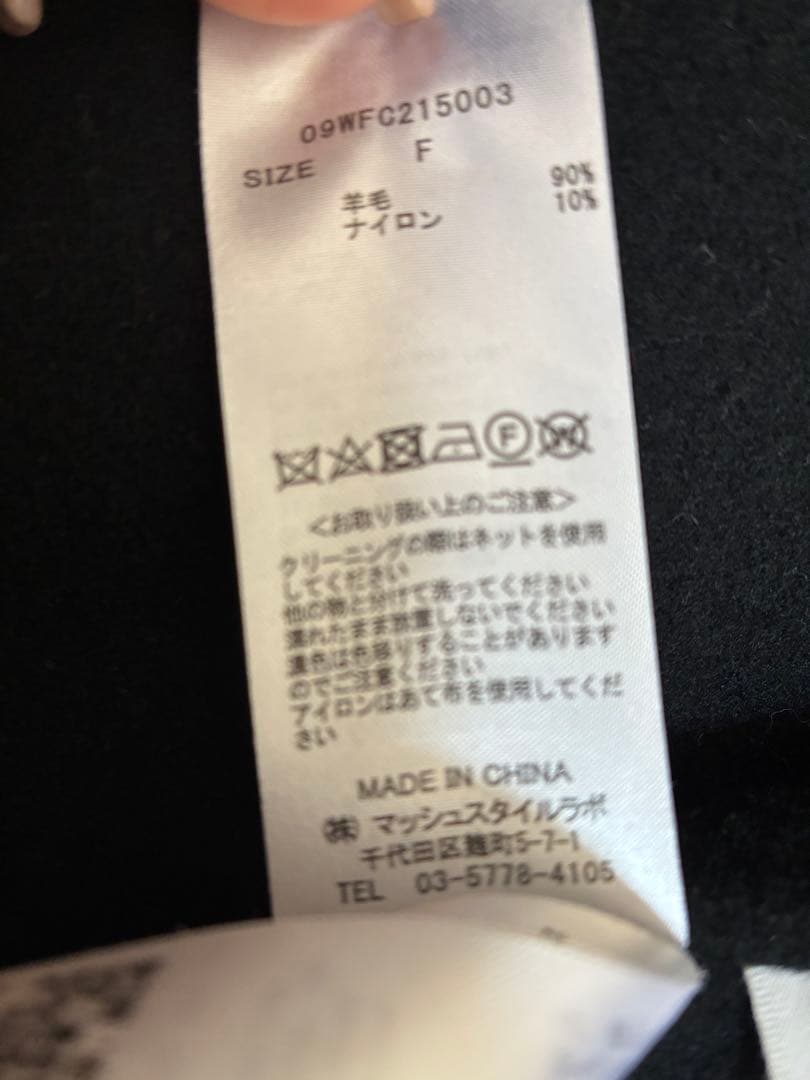 09WFC215003
SIZE F
羊毛 90%
ナイロン 10%
F
W
<お取り扱い上のご注意>
クリーニングの際はネットを使用
してください
他の物と分けて洗ってください
濡れたまま放置しないでください
濃色は色移りすることがあります
のでご注意ください
アイロンはあて布を使用してくだ
さい
MADE IN CHINA
㈱ マッシュスタイルラボ
千代田区麹町5-7-1
TEL 03-5778-4105